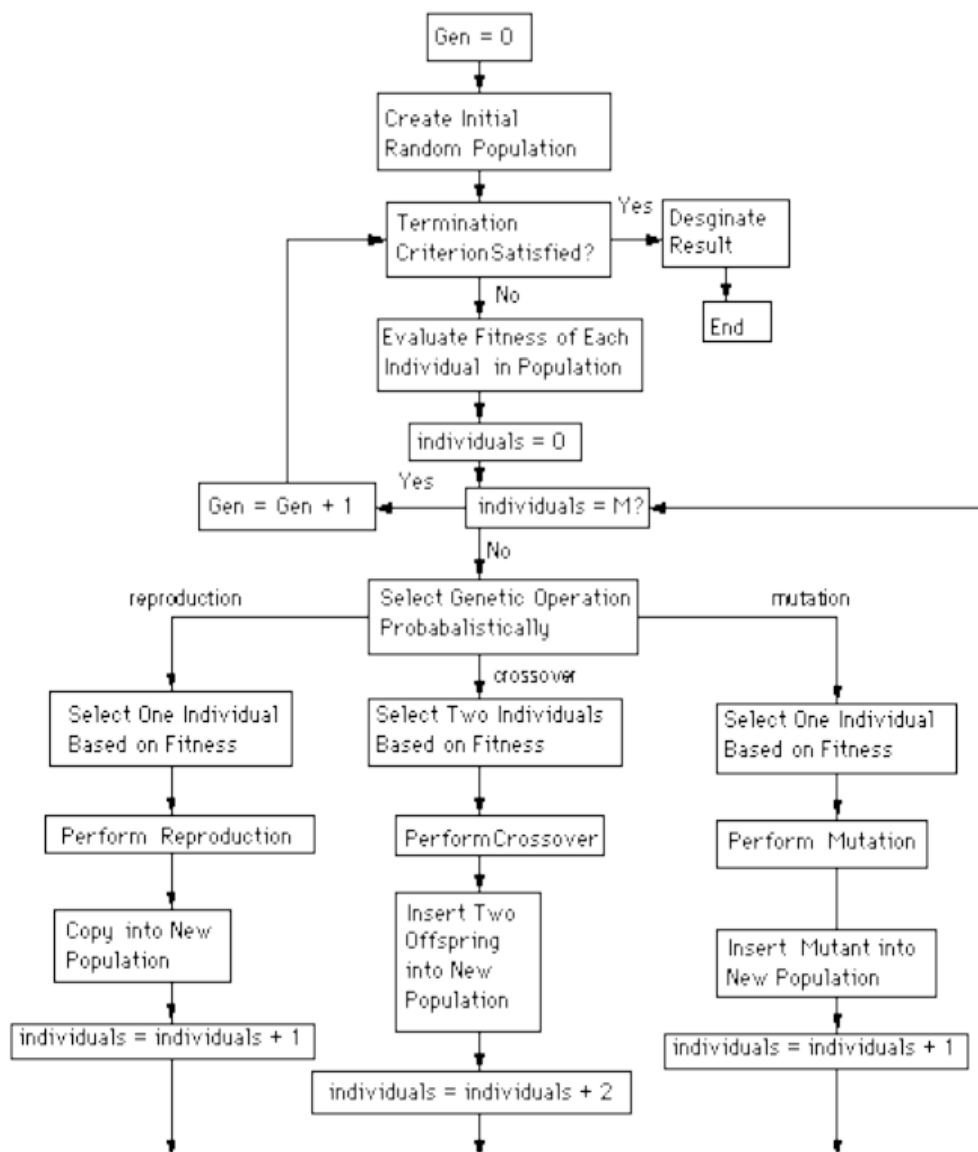 Gen = 0
Create Initial
Random Population
Termination
Criterion Satisfied?
Yes
Desginate
Result
End
No
Evaluate Fitness of Each
Individual in Population
individuals = 0
Yes
Gen = Gen + 1
individuals = M?
No
Select Genetic Operation
Probabalistically
reproduction
mutation
crossover
Select One Individual
Based on Fitness
Perform Reproduction
Copy into New
Population
individuals = individuals + 1
Select Two Individuals
Based on Fitness
Perform Crossover
Insert Two
Offspring
into New
Population
individuals = individuals + 2
Select One Individual
Based on Fitness
Perform Mutation
Insert Mutant into
New Population
individuals = individuals + 1